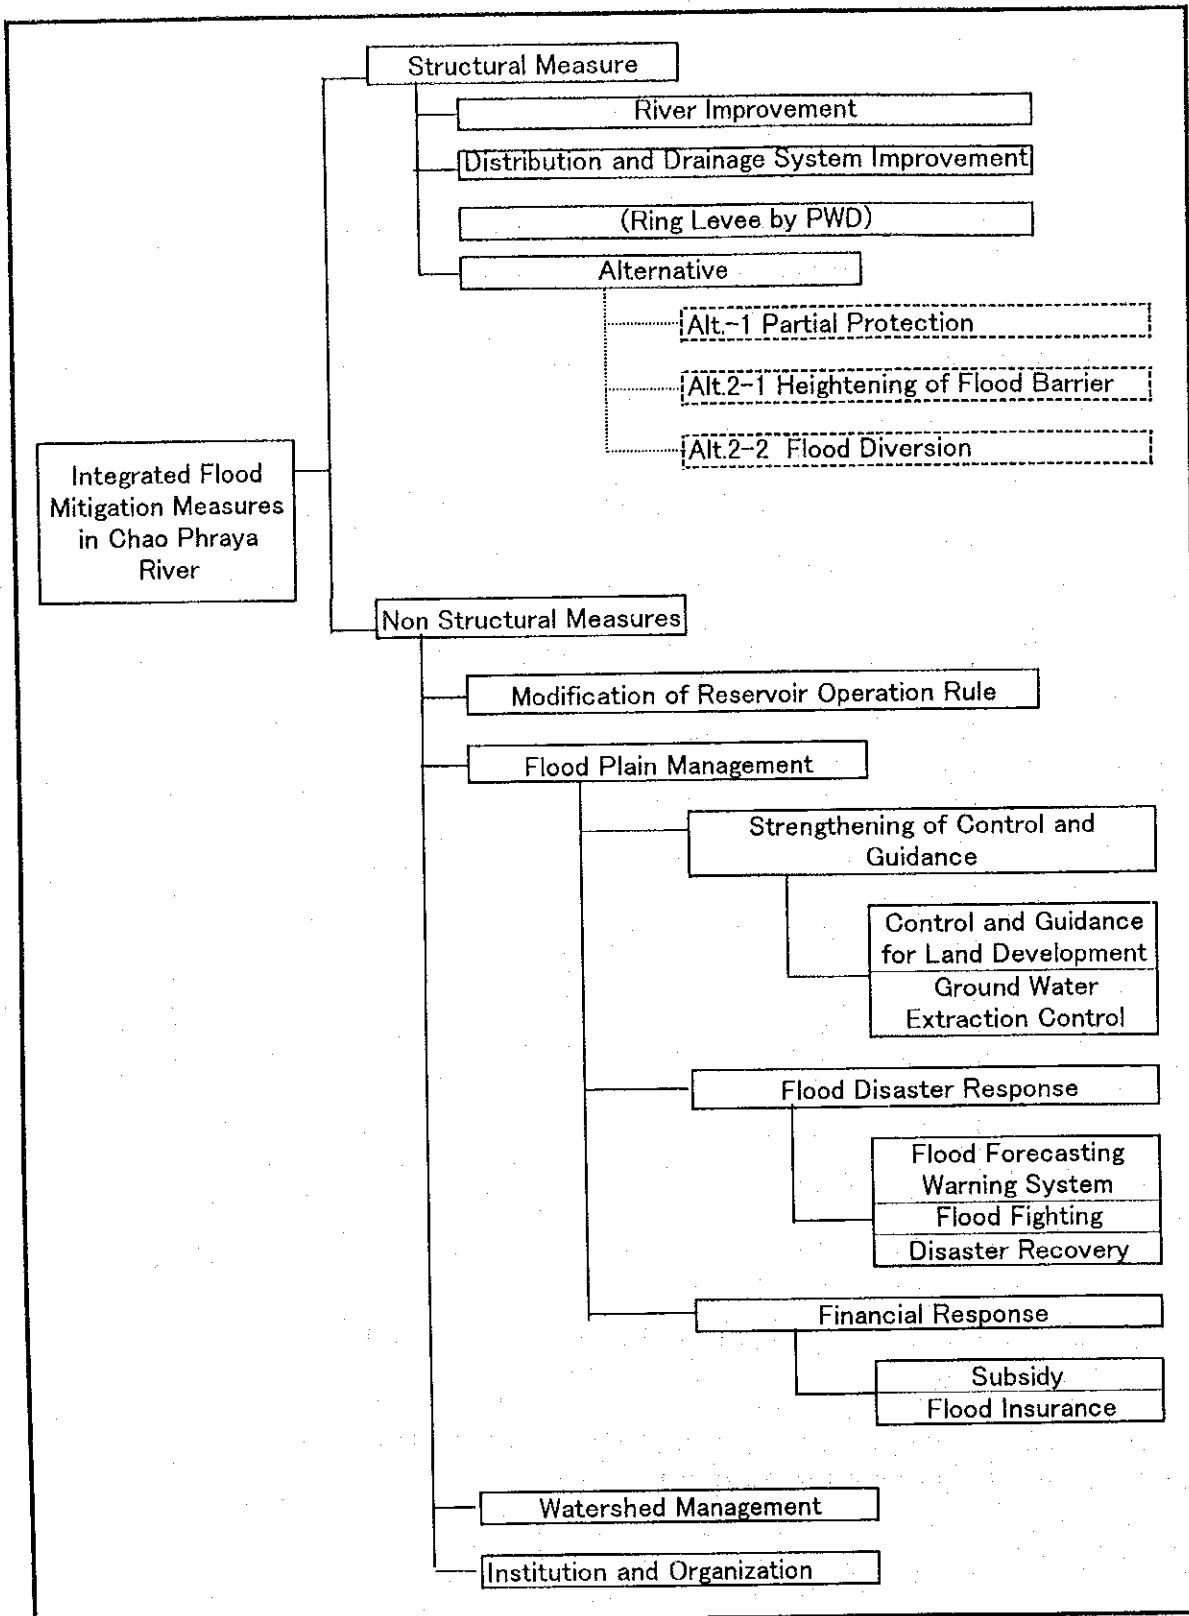 Structural Measure
River Improvement
Distribution and Drainage System Improvement
(Ring Levee by PWD)
Alternative
Alt.-1 Partial Protection
Alt.2-1 Heightening of Flood Barrier
Alt.2-2 Flood Diversion
Integrated Flood
Mitigation Measures
in Chao Phraya
River
Non Structural Measures
Modification of Reservoir Operation Rule
Flood Plain Management
Strengthening of Control and
Guidance
Control and Guidance
for Land Development
Ground Water
Extraction Control
Flood Disaster Response
Flood Forecasting
Warning System
Flood Fighting
Disaster Recovery
Financial Response
Subsidy
Flood Insurance
Watershed Management
Institution and Organization